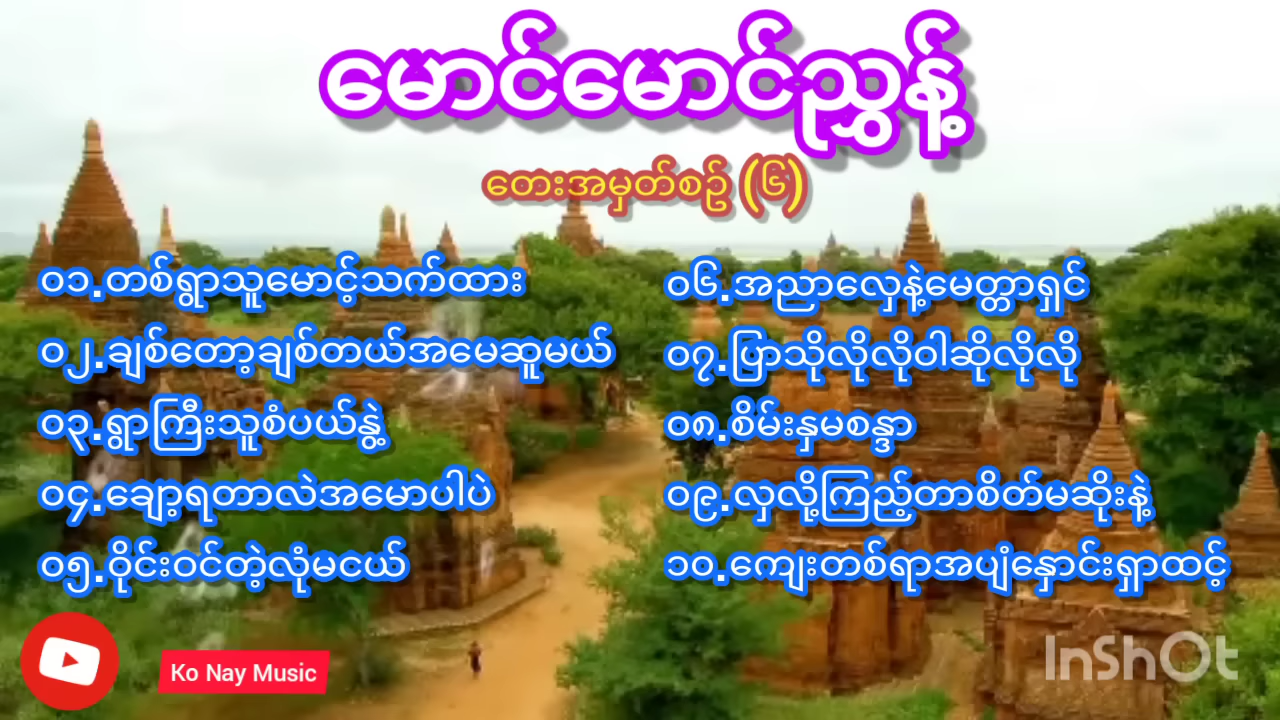 မောင်မောင်ညွှန့်
တေးအမှတ်စဥ် (၆)
၀၁.တစ်ရွာသူမောင့်သက်ထား
၀၂.ချစ်တော့ချစ်တယ်အမေဆူမယ်
၀၃.ရွာကြီးသူစံပယ်နွဲ့
၀၄.ချော့ရတာလဲအမောပါပဲ
၀၅.ဝိုင်းဝင်တဲ့လုံမငယ်
၀၆.အညာလှေနဲ့မေတ္တာရှင်
၀၇.ပြာသိုလိုလိုဝါဆိုလိုလို
၀၈.စိမ်းနှမစန္ဒာ
၀၉.လှလို့ကြည့်တာစိတ်မဆိုးနဲ့
၁၀.ကျေးတစ်ရာအပျံနှောင်းရှာထင့်
Ko Nay Music
InShOt